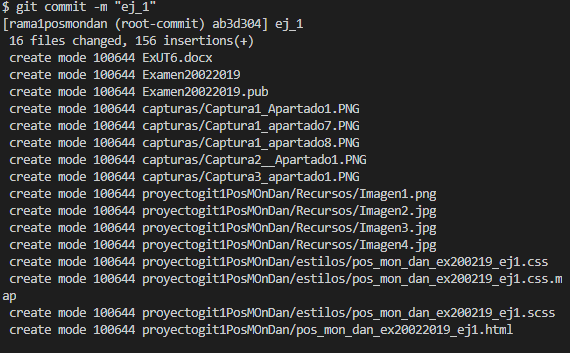 $ git commit -m "ej_1"
[rama1posmondan (root-commit) ab3d304] ej_1
 16 files changed, 156 insertions(+)
 create mode 100644 ExUT6.docx
 create mode 100644 Examen20022019
 create mode 100644 Examen20022019.pub
 create mode 100644 capturas/Captura1_Apartado1.PNG
 create mode 100644 capturas/Captura1_apartado7.PNG
 create mode 100644 capturas/Captura1_apartado8.PNG
 create mode 100644 capturas/Captura2__Apartado1.PNG
 create mode 100644 capturas/Captura3_apartado1.PNG
 create mode 100644 proyectogit1PosMOnDan/Recursos/Imagen1.png
 create mode 100644 proyectogit1PosMOnDan/Recursos/Imagen2.jpg
 create mode 100644 proyectogit1PosMOnDan/Recursos/Imagen3.jpg
 create mode 100644 proyectogit1PosMOnDan/Recursos/Imagen4.jpg
 create mode 100644 proyectogit1PosMOnDan/estilos/pos_mon_dan_ex200219_ej1.css
 create mode 100644 proyectogit1PosMOnDan/estilos/pos_mon_dan_ex200219_ej1.css.m
ap
 create mode 100644 proyectogit1PosMOnDan/estilos/pos_mon_dan_ex200219_ej1.scss
 create mode 100644 proyectogit1PosMOnDan/pos_mon_dan_ex20022019_ej1.html